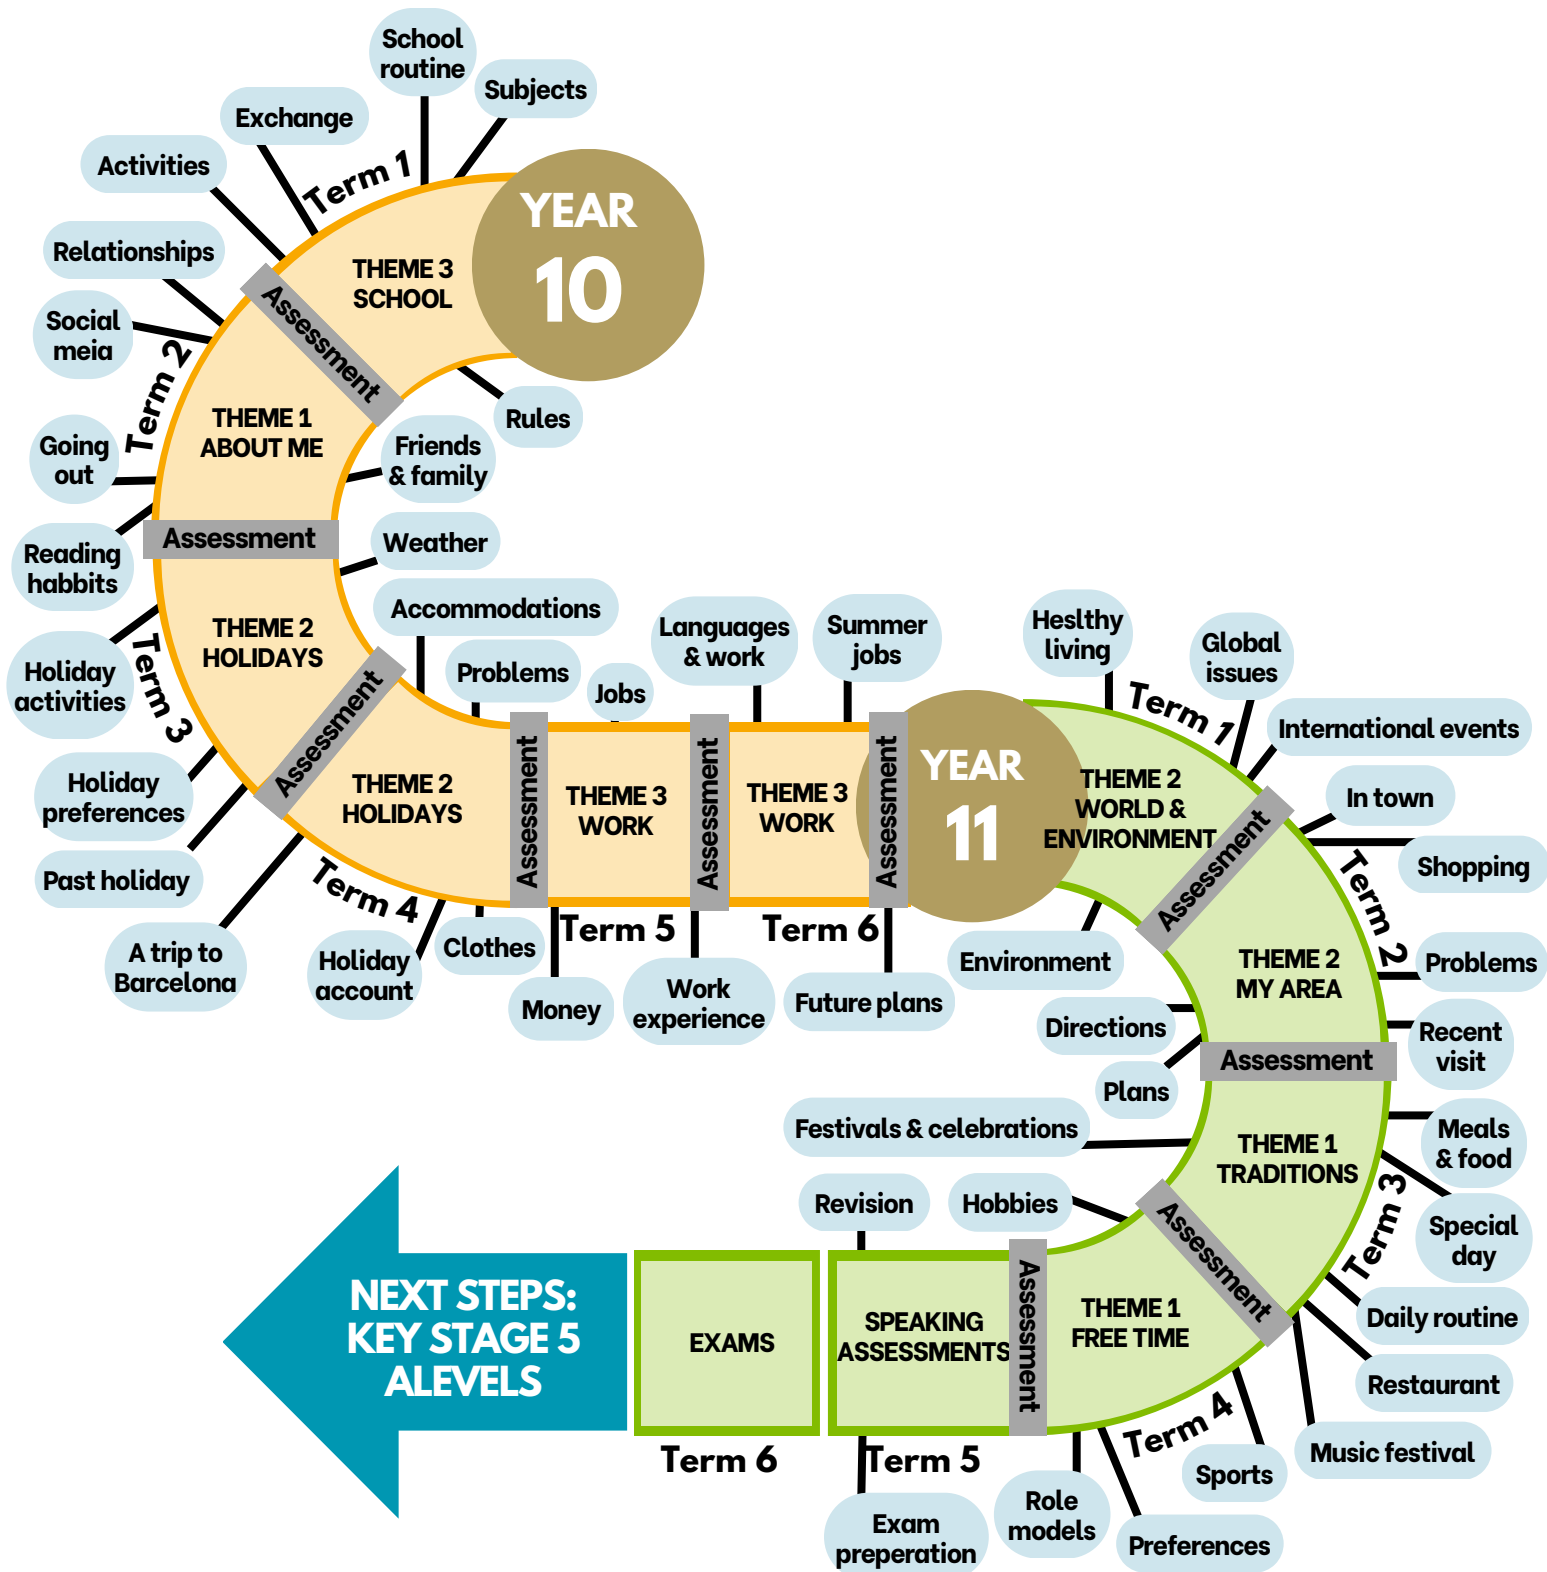 School
routine
Subjects
Exchange
Activities
Term 1
YEAR
10
THEME 3
SCHOOL
Relationships
Assessment
Social
meia
Rules
Term 2
THEME 1
ABOUT ME
Friends
& family
Going
out
Assessment
Weather
Reading
habbits
Accommodations
THEME 2
HOLIDAYS
Holiday
activities
Term 3
Assessment
Problems
Holiday
preferences
Past holiday
A trip to
Barcelona
THEME 2
HOLIDAYS
Term 4
Holiday
account
Clothes
Assessment
Jobs
THEME 3
WORK
Term 5
Money
Assessment
Work
experience
Languages
& work
Summer
jobs
THEME 3
WORK
Term 6
Assessment
Future plans
YEAR
11
Heslthy
living
Term 1
Global
issues
International events
THEME 2
WORLD &
ENVIRONMENT
Environment
Assessment
In town
Shopping
Term 2
THEME 2
MY AREA
Problems
Directions
Recent
visit
Plans
Assessment
Festivals & celebrations
THEME 1
TRADITIONS
Meals
& food
Special
day
Term 3
Daily routine
Restaurant
Music festival
Assessment
Hobbies
THEME 1
FREE TIME
Term 4
Sports
Preferences
Role
models
Assessment
Revision
SPEAKING
ASSESSMENTS
Term 5
Exam
preperation
EXAMS
Term 6
NEXT STEPS:
KEY STAGE 5
ALEVELS